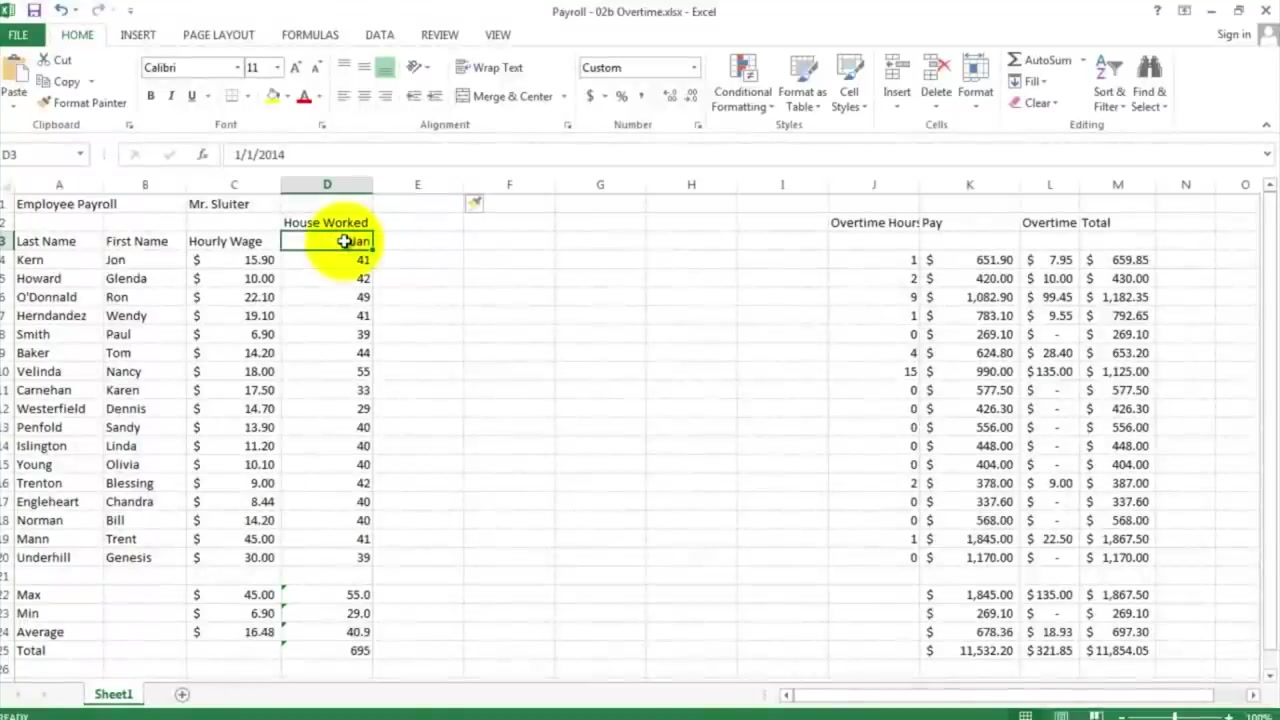 Payroll - 02b Overtime.xlsx - Excel
?
FILE HOME INSERT PAGE LAYOUT FORMULAS DATA REVIEW VIEW Sign in
Cut
Copy
Format Painter
Paste
Clipboard
Calibri 11
B I U
Font
Wrap Text
Merge & Center
Alignment
Custom
$ % ,
Number
Conditional Formatting
Format as Table
Cell Styles
Styles
Insert Delete Format
Cells
AutoSum
Fill
Clear
Sort & Filter
Find & Select
Editing
D3 fx 1/1/2014
A B C D E F G H I J K L M N O
1 Employee Payroll Mr. Sluiter
2 House Worked Overtime Hours Pay Overtime Total
3 Last Name First Name Hourly Wage Jan
4 Kern Jon $ 15.90 41 1 $ 651.90 $ 7.95 $ 659.85
5 Howard Glenda $ 10.00 42 2 $ 420.00 $ 10.00 $ 430.00
6 O'Donnald Ron $ 22.10 49 9 $ 1,082.90 $ 99.45 $ 1,182.35
7 Herndandez Wendy $ 19.10 41 1 $ 783.10 $ 9.55 $ 792.65
8 Smith Paul $ 6.90 39 0 $ 269.10 $ - $ 269.10
9 Baker Tom $ 14.20 44 4 $ 624.80 $ 28.40 $ 653.20
10 Velinda Nancy $ 18.00 55 15 $ 990.00 $135.00 $ 1,125.00
11 Carnehan Karen $ 17.50 33 0 $ 577.50 $ - $ 577.50
12 Westerfield Dennis $ 14.70 29 0 $ 426.30 $ - $ 426.30
13 Penfold Sandy $ 13.90 40 0 $ 556.00 $ - $ 556.00
14 Islington Linda $ 11.20 40 0 $ 448.00 $ - $ 448.00
15 Young Olivia $ 10.10 40 0 $ 404.00 $ - $ 404.00
16 Trenton Blessing $ 9.00 42 2 $ 378.00 $ 9.00 $ 387.00
17 Engleheart Chandra $ 8.44 40 0 $ 337.60 $ - $ 337.60
18 Norman Bill $ 14.20 40 0 $ 568.00 $ - $ 568.00
19 Mann Trent $ 45.00 41 1 $ 1,845.00 $ 22.50 $ 1,867.50
20 Underhill Genesis $ 30.00 39 0 $ 1,170.00 $ - $ 1,170.00
21
22 Max $ 45.00 55.0 $ 1,845.00 $135.00 $ 1,867.50
23 Min $ 6.90 29.0 $ 269.10 $ - $ 269.10
24 Average $ 16.48 40.9 $ 678.36 $ 18.93 $ 697.30
25 Total 695 $ 11,532.20 $ 321.85 $ 11,854.05
26
Sheet1
READY 100%